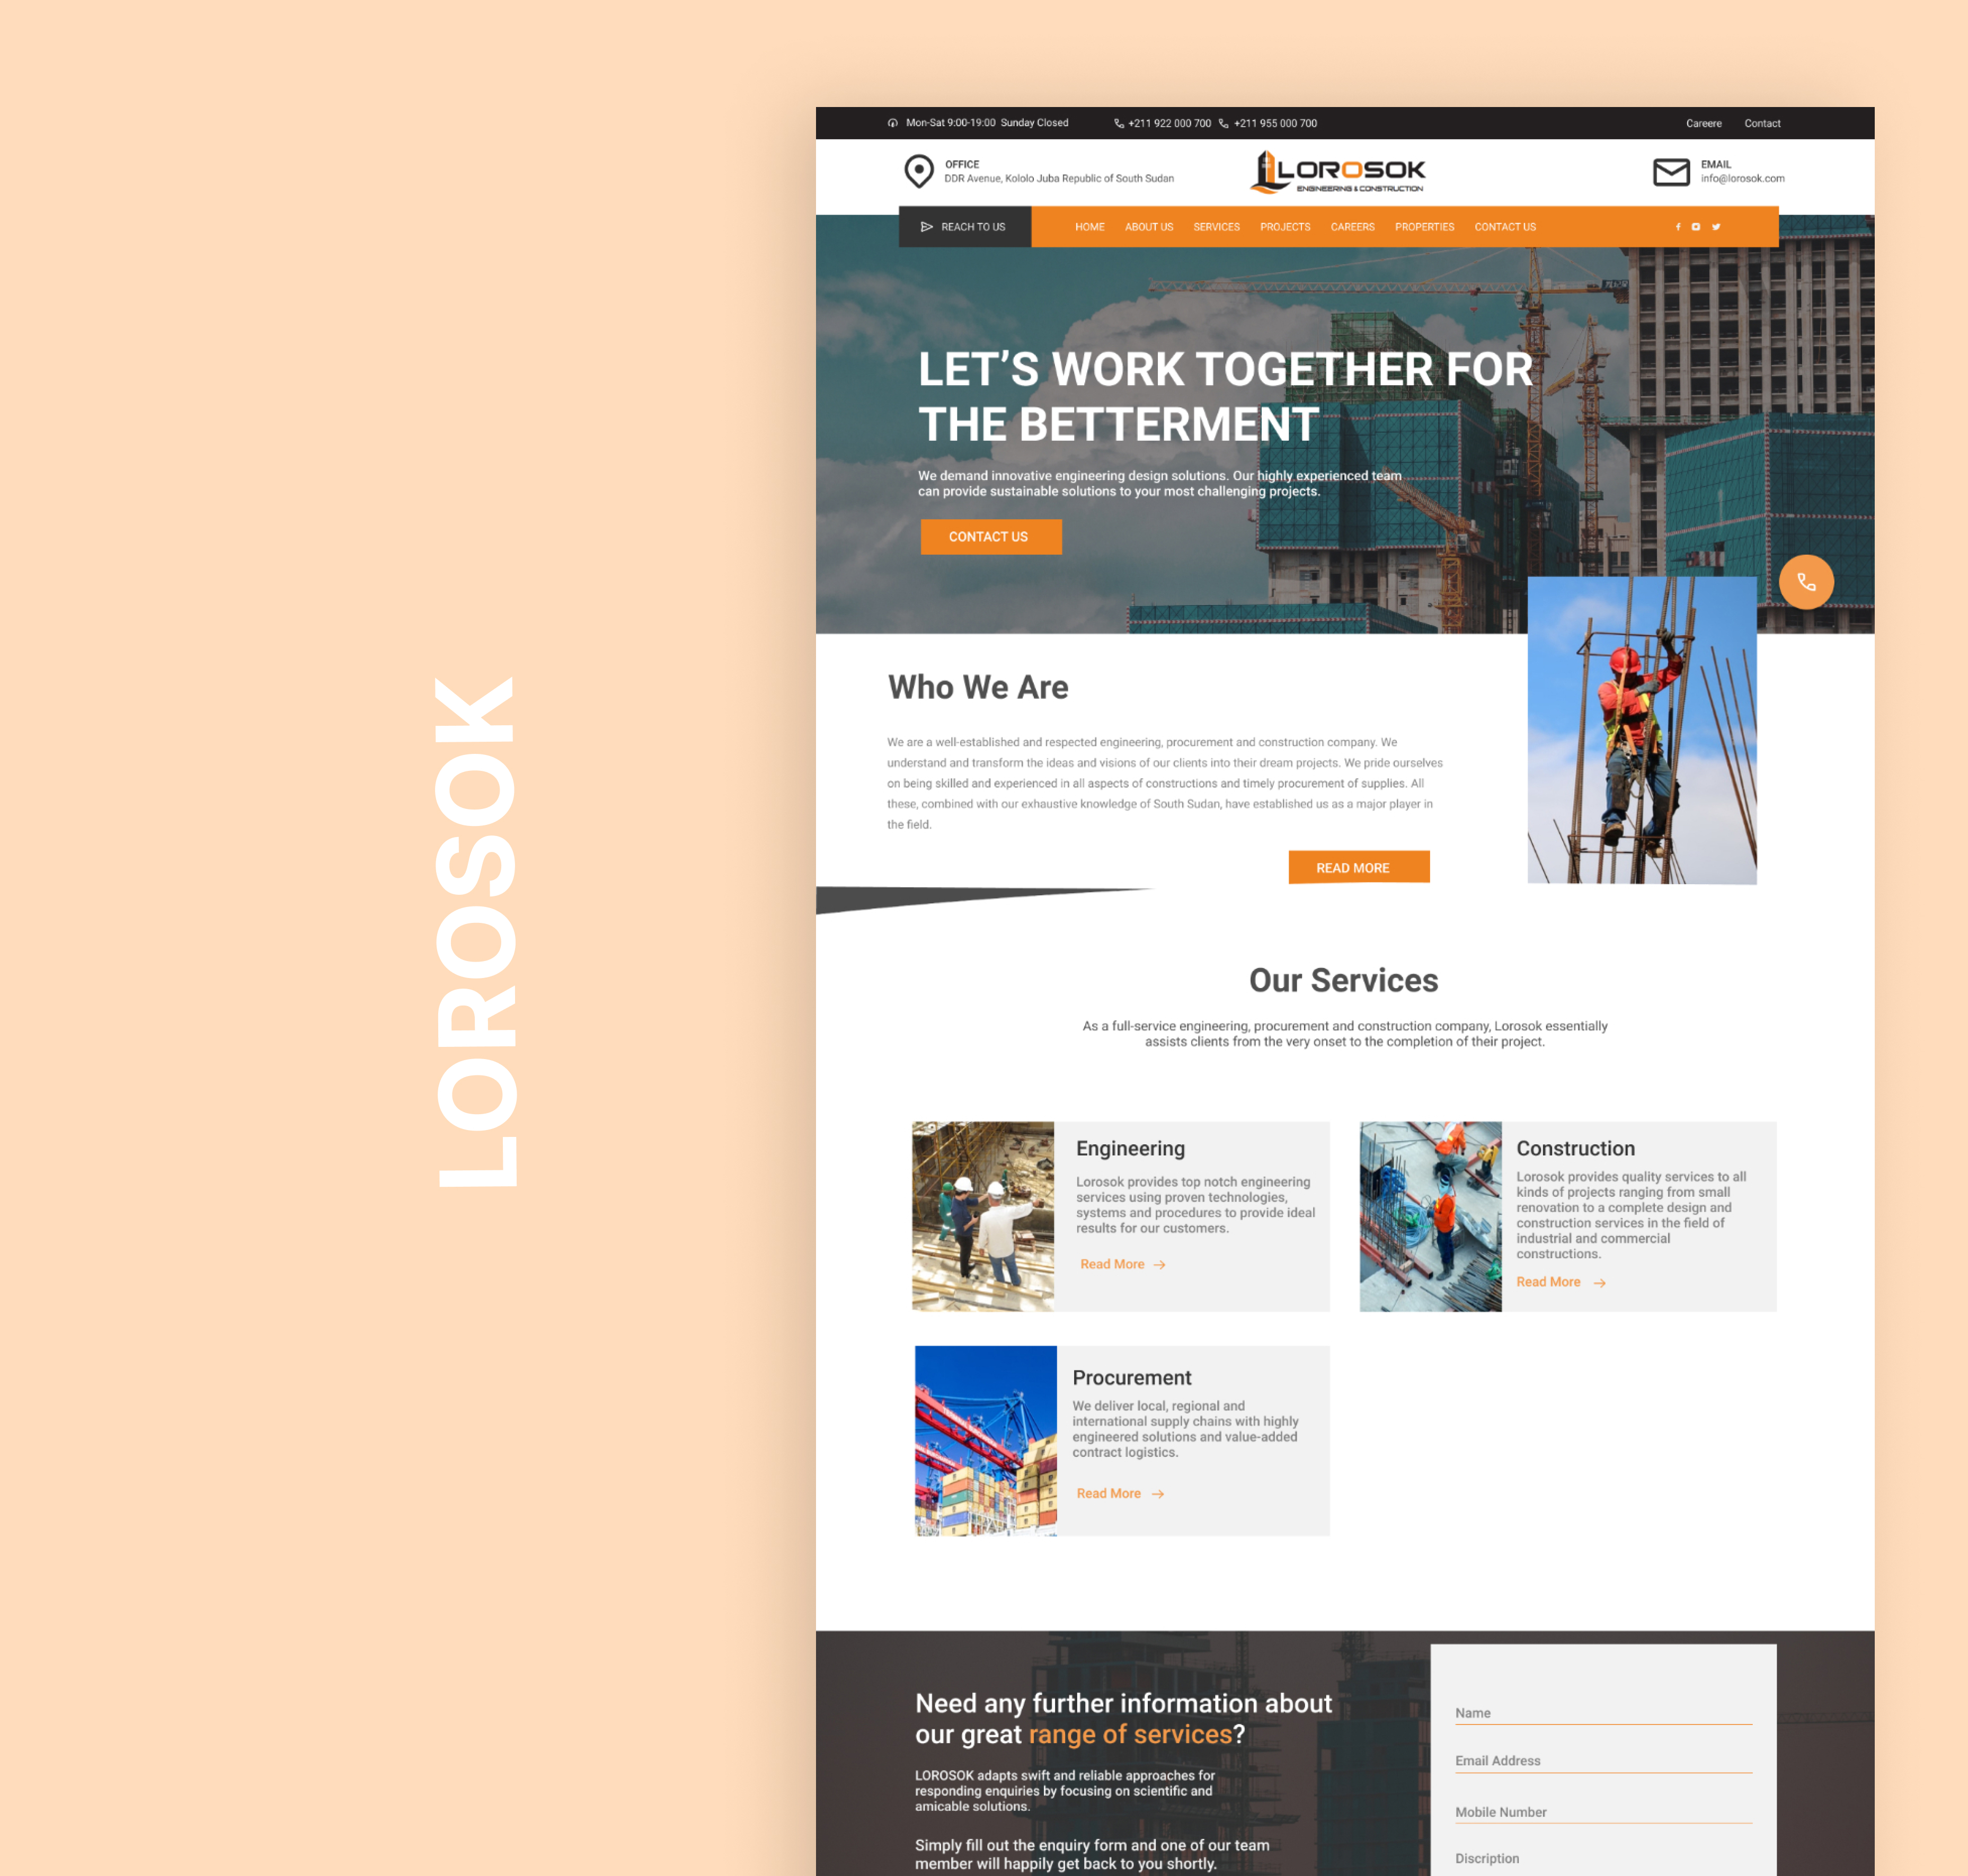 LOROSOK
Mon-Sat 9:00-19:00 Sunday Closed
+211 922 000 700
+211 955 000 700
Careere
Contact
OFFICE
DDR Avenue, Kololo Juba Republic of South Sudan
LOROSOK
ENGINEERING & CONSTRUCTION
EMAIL
info@lorosok.com
REACH TO US
HOME
ABOUT US
SERVICES
PROJECTS
CAREERS
PROPERTIES
CONTACT US
LET’S WORK TOGETHER FOR
THE BETTERMENT
We demand innovative engineering design solutions. Our highly experienced team
can provide sustainable solutions to your most challenging projects.
CONTACT US
Who We Are
We are a well-established and respected engineering, procurement and construction company. We
understand and transform the ideas and visions of our clients into their dream projects. We pride ourselves
on being skilled and experienced in all aspects of constructions and timely procurement of supplies. All
these, combined with our exhaustive knowledge of South Sudan, have established us as a major player in
the field.
READ MORE
Our Services
As a full-service engineering, procurement and construction company, Lorosok essentially
assists clients from the very onset to the completion of their project.
Engineering
Lorosok provides top notch engineering
services using proven technologies,
systems and procedures to provide ideal
results for our customers.
Read More
Construction
Lorosok provides quality services to all
kinds of projects ranging from small
renovation to a complete design and
construction services in the field of
industrial and commercial
constructions.
Read More
Procurement
We deliver local, regional and
international supply chains with highly
engineered solutions and value-added
contract logistics.
Read More
Need any further information about
our great range of services?
LOROSOK adapts swift and reliable approaches for
responding enquiries by focusing on scientific and
amicable solutions.
Simply fill out the enquiry form and one of our team
member will happily get back to you shortly.
Name
Email Address
Mobile Number
Discription